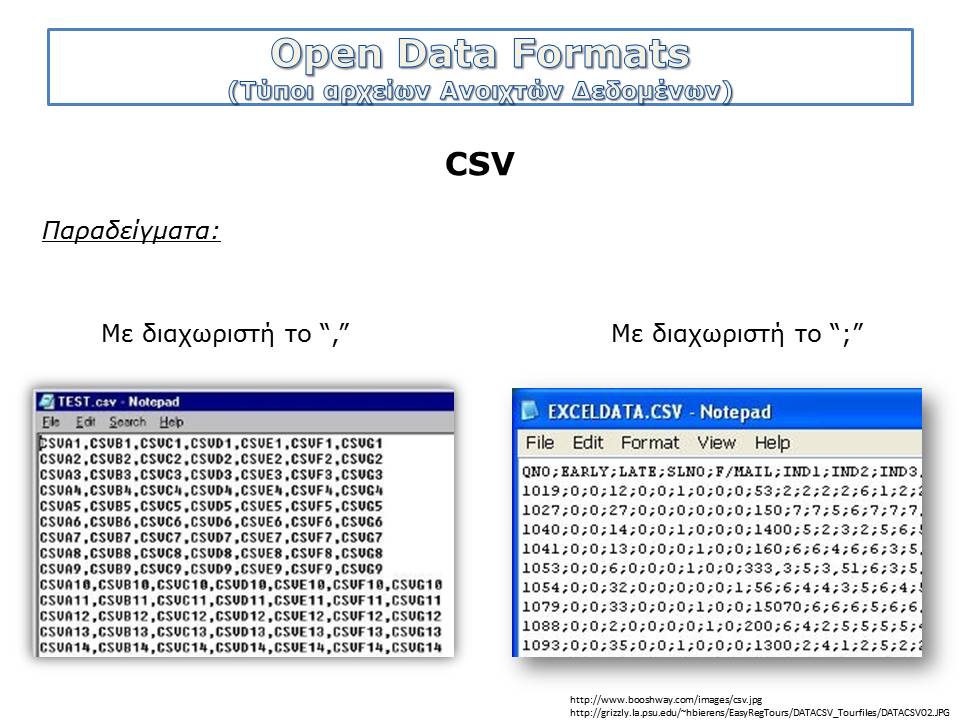 Open Data Formats
(Τύποι αρχείων Ανοιχτών Δεδομένων)
CSV
Παραδείγματα:
Με διαχωριστή το “,”
Με διαχωριστή το “;”
TEST.csv - Notepad
File Edit Search Help
CSVA1,CSVB1,CSVC1,CSVD1,CSVE1,CSVF1,CSVG1
CSVA2,CSVB2,CSVC2,CSVD2,CSVE2,CSVF2,CSVG2
CSVA3,CSVB3,CSVC3,CSVD3,CSVE3,CSVF3,CSVG3
CSVA4,CSVB4,CSVC4,CSVD4,CSVE4,CSVF4,CSVG4
CSVA5,CSVB5,CSVC5,CSVD5,CSVE5,CSVF5,CSVG5
CSVA6,CSVB6,CSVC6,CSVD6,CSVE6,CSVF6,CSVG6
CSVA7,CSVB7,CSVC7,CSVD7,CSVE7,CSVF7,CSVG7
CSVA8,CSVB8,CSVC8,CSVD8,CSVE8,CSVF8,CSVG8
CSVA9,CSVB9,CSVC9,CSVD9,CSVE9,CSVF9,CSVG9
CSVA10,CSVB10,CSVC10,CSVD10,CSVE10,CSVF10,CSVG10
CSVA11,CSVB11,CSVC11,CSVD11,CSVE11,CSVF11,CSVG11
CSVA12,CSVB12,CSVC12,CSVD12,CSVE12,CSVF12,CSVG12
CSVA13,CSVB13,CSVC13,CSVD13,CSVE13,CSVF13,CSVG13
CSVA14,CSVB14,CSVC14,CSVD14,CSVE14,CSVF14,CSVG14
EXCELDATA.CSV - Notepad
File Edit Format View Help
QNO;EARLY;LATE;SLNO;F/MAIL;IND1;IND2;IND3,
1019;0;0;12;0;0;1;0;0;0;53;2;2;2;2;6;1;2;2
1027;0;0;27;0;0;0;0;0;0;150;7;7;5;6;7;7;7,
1040;0;0;14;0;0;1;0;0;0;1400;5;2;3;2;5;6;5
1041;0;0;13;0;0;0;1;0;0;160;6;6;4;6;6;3;5,
1053;0;0;6;0;0;0;1;0;0;333,3;5;3,51;6;3;5,
1054;0;0;32;0;0;0;0;0;1;56;6;4;4;3;5;6;4;5
1079;0;0;33;0;0;0;1;0;0;15070;6;6;6;5;6;6,
1088;0;0;2;0;0;0;0;1;0;200;6;4;2;5;5;5;5;4
1093;0;0;35;0;0;1;0;0;0;1300;2;4;1;2;5;2;2
http://www.booshway.com/images/csv.jpg
http://grizzly.la.psu.edu/~hbierens/EasyRegTours/DATACSV_Tourfiles/DATACSV02.JPG